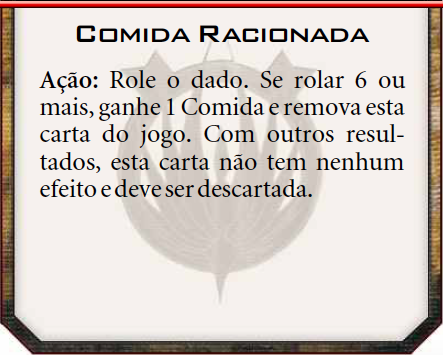 Comida Racionada
Ação: Role o dado. Se rolar 6 ou
mais, ganhe 1 Comida e remova esta
carta do jogo. Com outros resul-
tados, esta carta não tem nenhum
efeito e deve ser descartada.